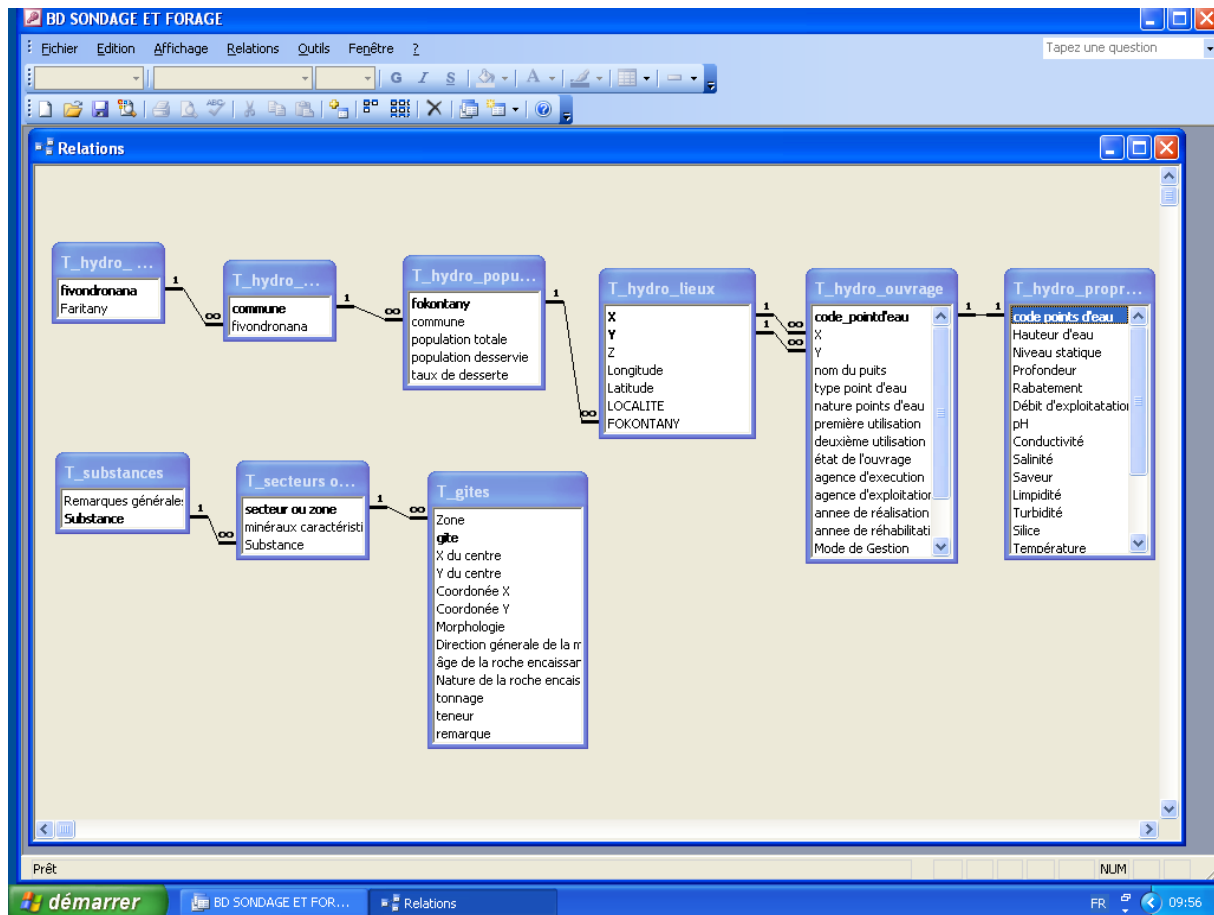 BD SONDAGE ET FORAGE
Fichier Edition Affichage Relations Outils Fenêtre ?
Tapez une question
G I S A
ABC
Relations
T_hydro_ ...
fivondronana
Faritany
1
∞
T_hydro_...
commune
fivondronana
1
∞
T_hydro_popu...
fokontany
commune
population totale
population desservie
taux de desserte
1
∞
T_hydro_lieux
X
Y
Z
Longitude
Latitude
LOCALITE
FOKONTANY
1
1
∞
∞
T_hydro_ouvrage
code_pointd'eau
X
Y
nom du puits
type point d'eau
nature points d'eau
première utilisation
deuxième utilisation
état de l'ouvrage
agence d'execution
agence d'exploitation
annee de réalisation
annee de réhabilitati
Mode de Gestion
1
1
T_hydro_propr...
code points d'eau
Hauteur d'eau
Niveau statique
Profondeur
Rabatement
Débit d'exploitatation
pH
Conductivité
Salinité
Saveur
Limpidité
Turbidité
Silice
Température
T_substances
Remarques générales
Substance
1
∞
T_secteurs o...
secteur ou zone
minéraux caractéristi
Substance
1
∞
T_gites
Zone
gite
X du centre
Y du centre
Coordonée X
Coordonée Y
Morphologie
Direction génerale de la m
âge de la roche encaissan
Nature de la roche encais
tonnage
teneur
remarque
Prêt
NUM
démarrer
BD SONDAGE ET FOR...
Relations
FR
09:56